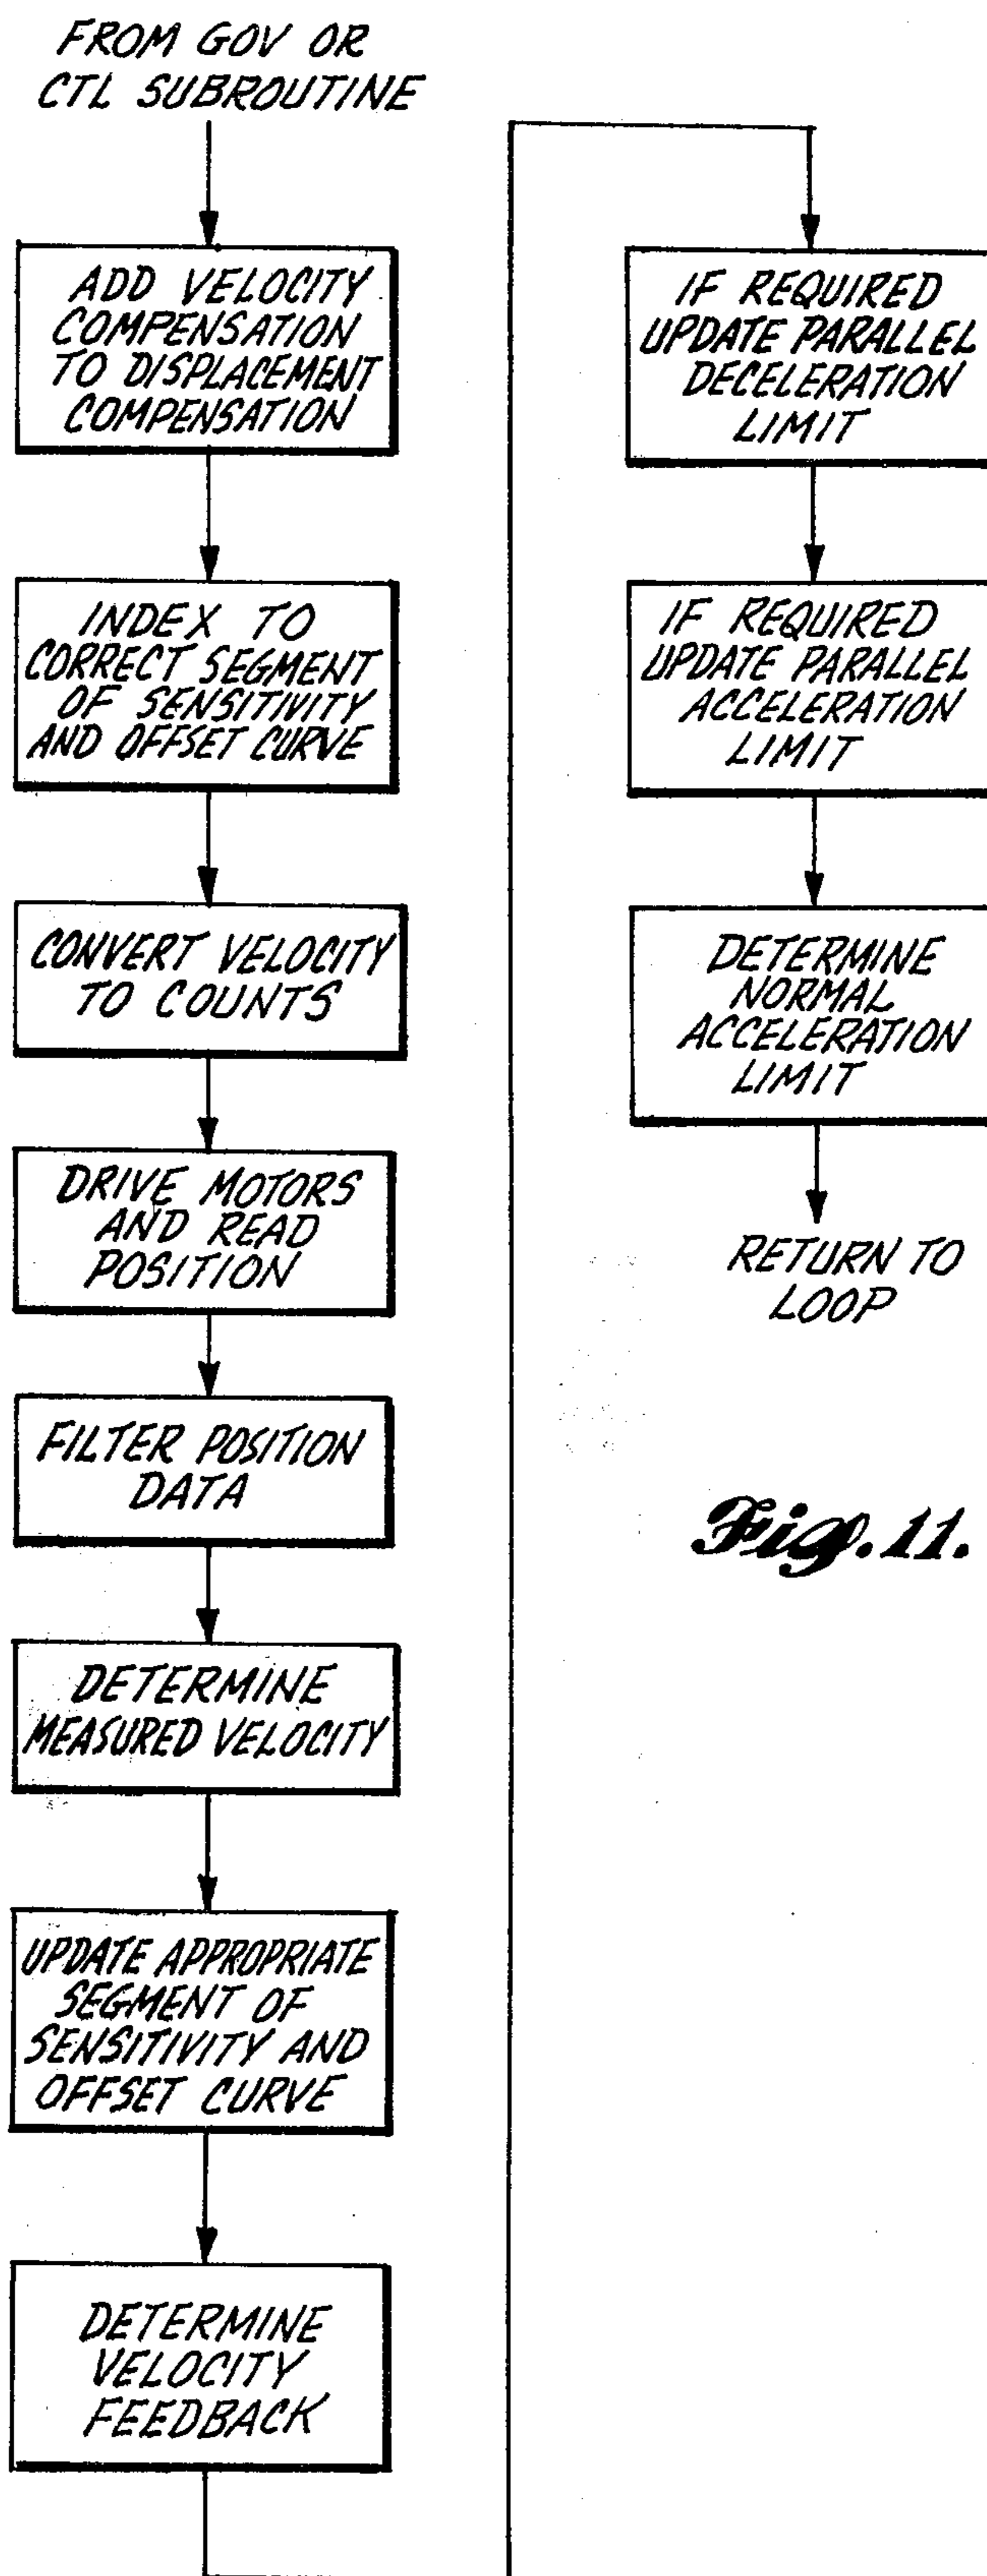 FROM GOV OR
CTL SUBROUTINE
ADD VELOCITY
COMPENSATION
TO DISPLACEMENT
COMPENSATION
INDEX TO
CORRECT SEGMENT
OF SENSITIVITY
AND OFFSET CURVE
CONVERT VELOCITY
TO COUNTS
DRIVE MOTORS
AND READ
POSITION
FILTER POSITION
DATA
DETERMINE
MEASURED VELOCITY
UPDATE APPROPRIATE
SEGMENT OF
SENSITIVITY AND
OFFSET CURVE
DETERMINE
VELOCITY
FEEDBACK
IF REQUIRED
UPDATE PARALLEL
DECELERATION
LIMIT
IF REQUIRED
UPDATE PARALLEL
ACCELERATION
LIMIT
DETERMINE
NORMAL
ACCELERATION
LIMIT
RETURN TO
LOOP
Fig. 11.